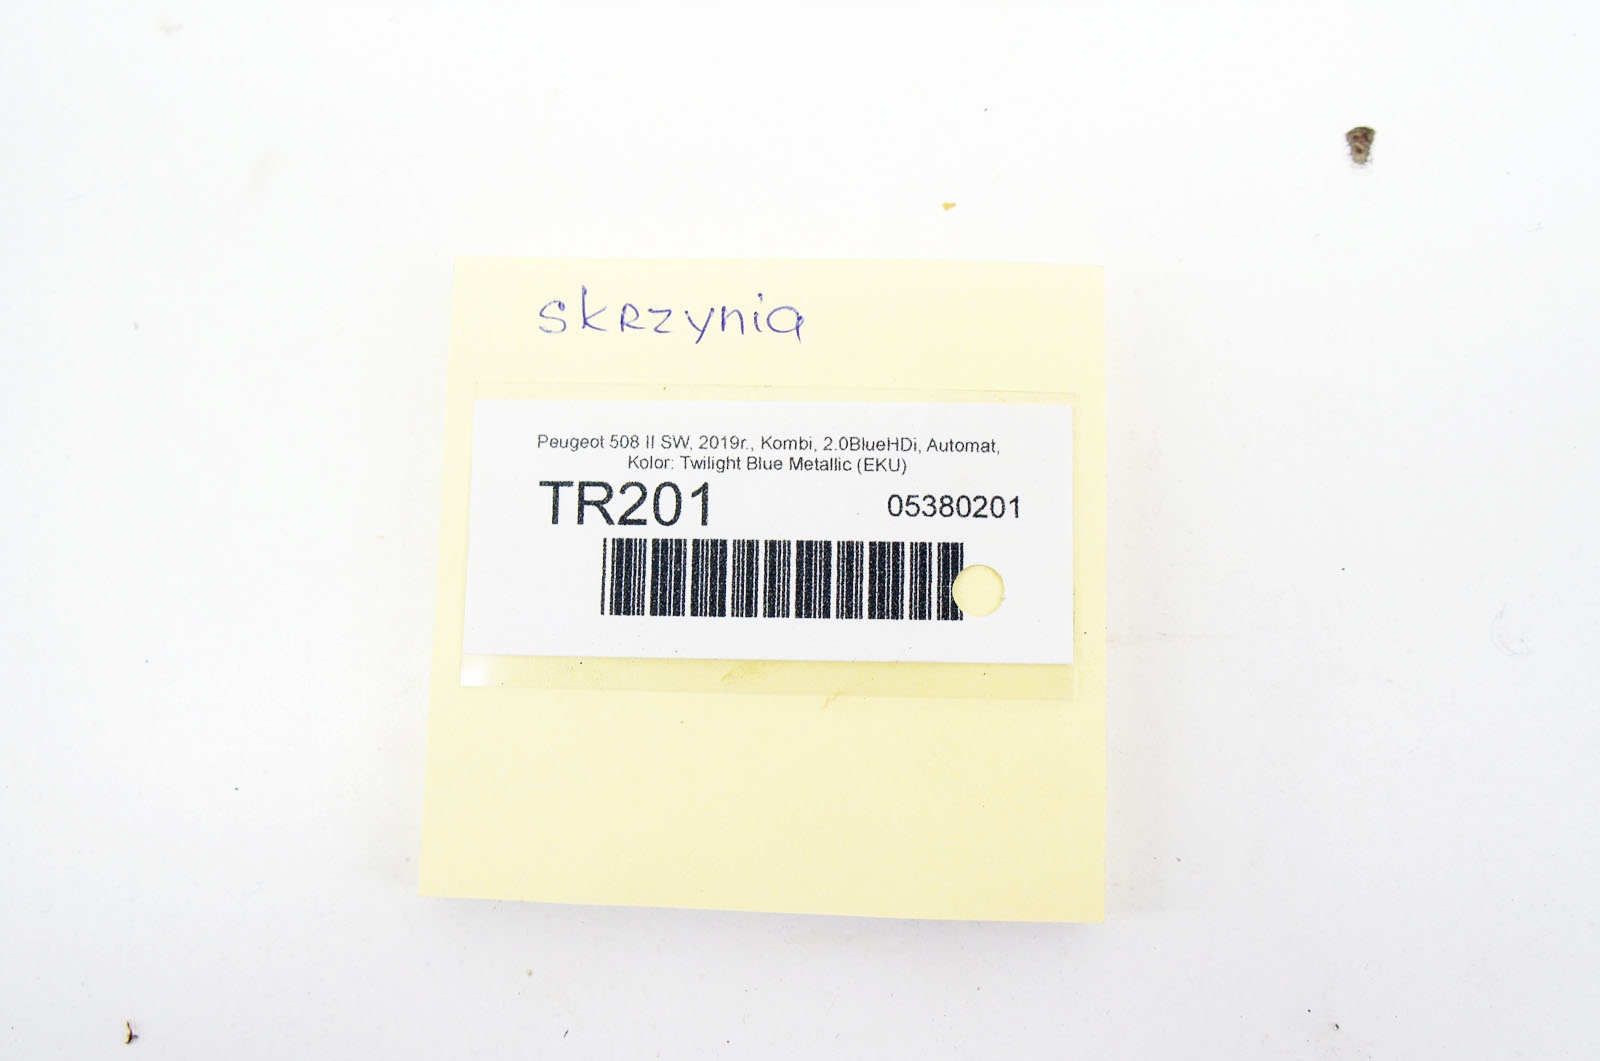 skrzynia
Peugeot 508 II SW, 2019r., Kombi, 2.0BlueHDi, Automat,
Kolor: Twilight Blue Metallic (EKU)
TR201 05380201